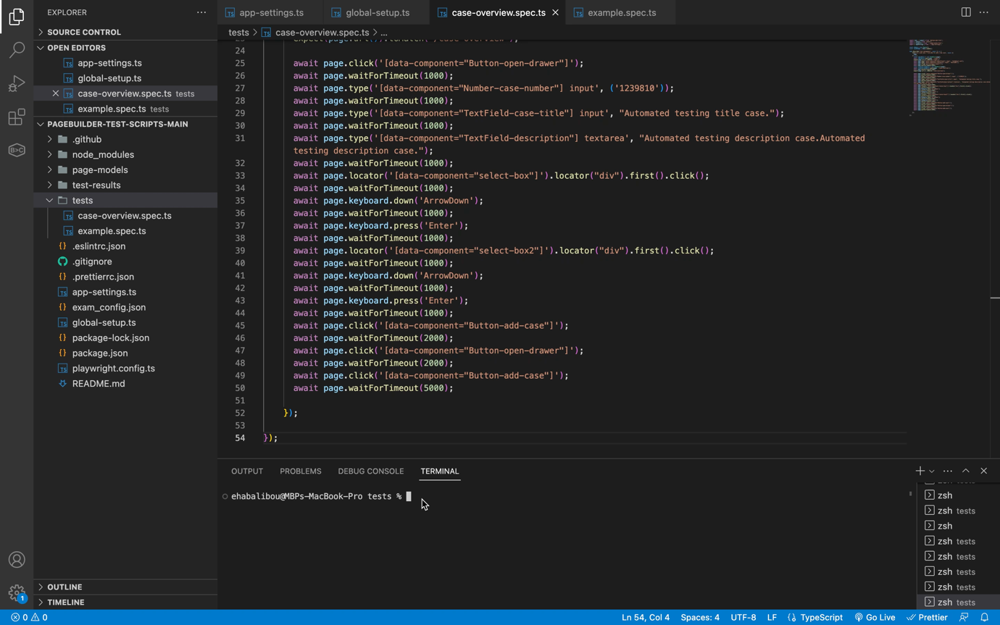 EXPLORER
SOURCE CONTROL
OPEN EDITORS
app-settings.ts
global-setup.ts
case-overview.spec.ts tests
example.spec.ts tests
PAGEBUILDER-TEST-SCRIPTS-MAIN
.github
node_modules
page-models
test-results
tests
case-overview.spec.ts
example.spec.ts
.eslintrc.json
.gitignore
.prettierrc.json
app-settings.ts
exam_config.json
global-setup.ts
package-lock.json
package.json
playwright.config.ts
README.md
OUTLINE
TIMELINE
app-settings.ts
global-setup.ts
case-overview.spec.ts
example.spec.ts
tests > case-overview.spec.ts > ...
24
25 await page.click('[data-component="Button-open-drawer"]');
26 await page.waitForTimeout(1000);
27 await page.type('[data-component="Number-case-number"] input', ('1239810'));
28 await page.waitForTimeout(1000);
29 await page.type('[data-component="TextField-case-title"] input', "Automated testing title case.");
30 await page.waitForTimeout(1000);
31 await page.type('[data-component="TextField-description"] textarea', "Automated testing description case.Automated
testing description case.");
32 await page.waitForTimeout(1000);
33 await page.locator('[data-component="select-box"]').locator("div").first().click();
34 await page.waitForTimeout(1000);
35 await page.keyboard.down('ArrowDown');
36 await page.waitForTimeout(1000);
37 await page.keyboard.press('Enter');
38 await page.waitForTimeout(1000);
39 await page.locator('[data-component="select-box2"]').locator("div").first().click();
40 await page.waitForTimeout(1000);
41 await page.keyboard.down('ArrowDown');
42 await page.waitForTimeout(1000);
43 await page.keyboard.press('Enter');
44 await page.waitForTimeout(1000);
45 await page.click('[data-component="Button-add-case"]');
46 await page.waitForTimeout(2000);
47 await page.click('[data-component="Button-open-drawer"]');
48 await page.waitForTimeout(2000);
49 await page.click('[data-component="Button-add-case"]');
50 await page.waitForTimeout(5000);
51
52 });
53
54 });
OUTPUT PROBLEMS DEBUG CONSOLE TERMINAL
ehabalibou@MBPs-MacBook-Pro tests %
zsh
zsh tests
zsh
zsh tests
zsh tests
zsh tests
zsh tests
zsh tests
1
0 0
Ln 54, Col 4 Spaces: 4 UTF-8 LF {} TypeScript Go Live Prettier